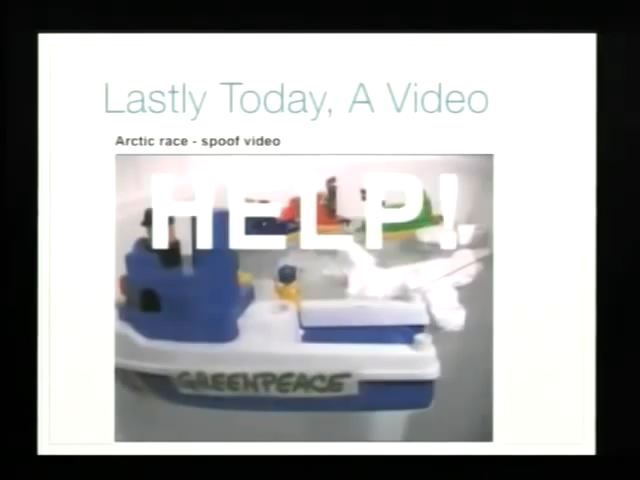 Lastly Today, A Video
Arctic race - spoof video
HELP!
GREENPEACE